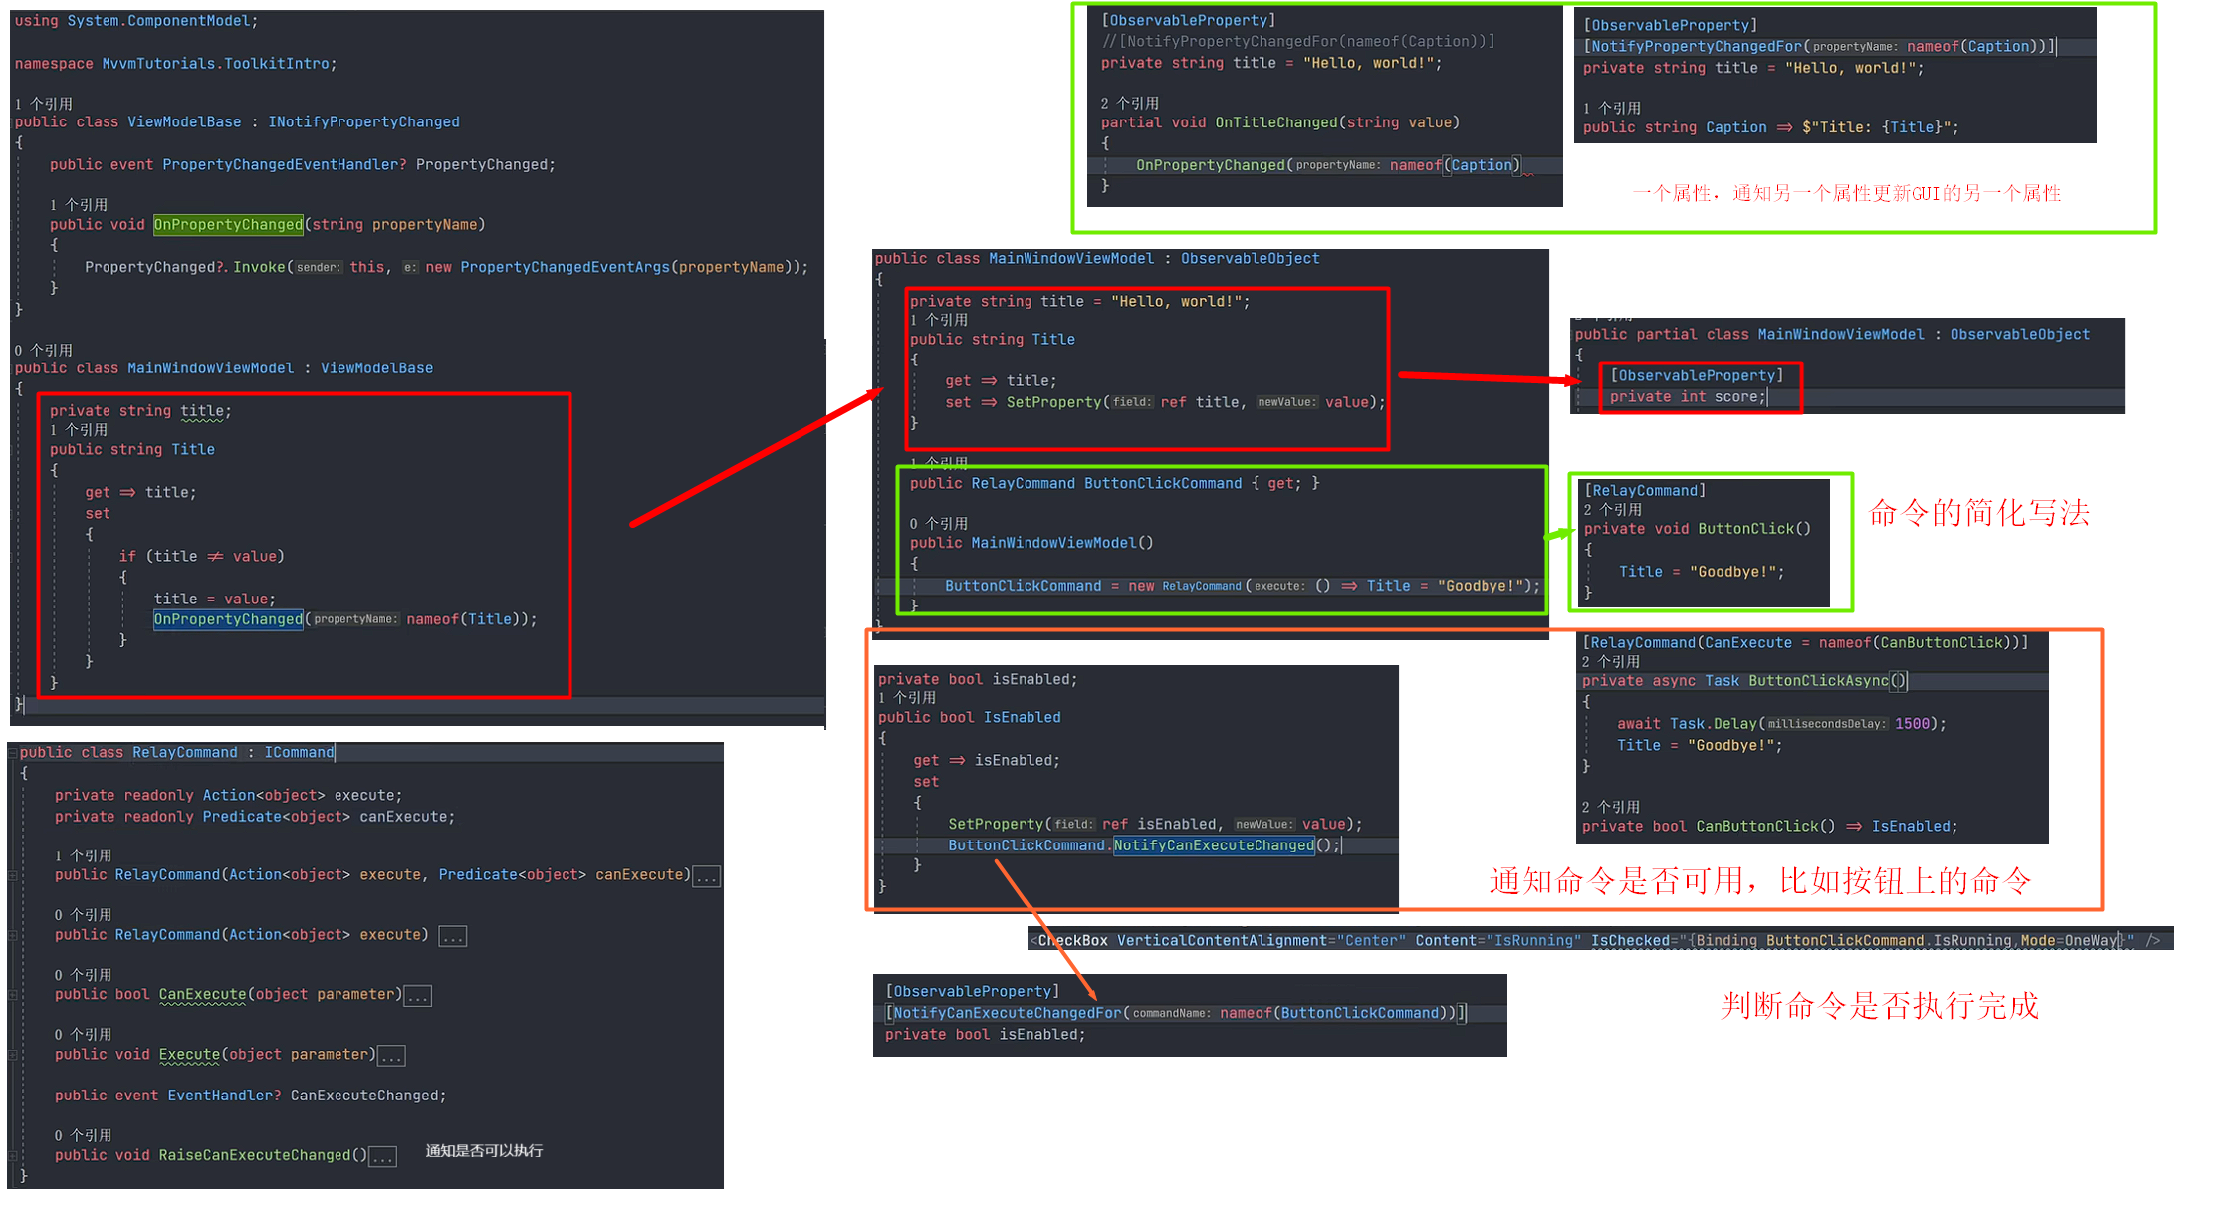 using System.ComponentModel;
namespace MvvmTutorials.ToolkitIntro;
1 个引用
public class ViewModelBase : INotifyPropertyChanged
{
public event PropertyChangedEventHandler? PropertyChanged;
1 个引用
public void OnPropertyChanged(string propertyName)
{
PropertyChanged?.Invoke(sender: this, e: new PropertyChangedEventArgs(propertyName));
}
}
0 个引用
public class MainWindowViewModel : ViewModelBase
{
private string title;
1 个引用
public string Title
{
get => title;
set
{
if (title != value)
{
title = value;
OnPropertyChanged(propertyName: nameof(Title));
}
}
}
}
public class RelayCommand : ICommand
{
private readonly Action<object> execute;
private readonly Predicate<object> canExecute;
1 个引用
public RelayCommand(Action<object> execute, Predicate<object> canExecute)...
0 个引用
public RelayCommand(Action<object> execute) ...
0 个引用
public bool CanExecute(object parameter)...
0 个引用
public void Execute(object parameter)...
public event EventHandler? CanExecuteChanged;
0 个引用
public void RaiseCanExecuteChanged()... 通知是否可以执行
}
[ObservableProperty]
//[NotifyPropertyChangedFor(nameof(Caption))]
private string title = "Hello, world!";
2 个引用
partial void OnTitleChanged(string value)
{
OnPropertyChanged(propertyName: nameof(Caption)
}
[ObservableProperty]
[NotifyPropertyChangedFor(propertyName: nameof(Caption))]
private string title = "Hello, world!";
1 个引用
public string Caption => $"Title: {Title}";
一个属性，通知另一个属性更新GUI的另一个属性
public class MainWindowViewModel : ObservableObject
{
private string title = "Hello, world!";
1 个引用
public string Title
{
get => title;
set => SetProperty(field: ref title, newValue: value);
}
1 个引用
public RelayCommand ButtonClickCommand { get; }
0 个引用
public MainWindowViewModel()
{
ButtonClickCommand = new RelayCommand(execute: () => Title = "Goodbye!");
}
}
public partial class MainWindowViewModel : ObservableObject
{
[ObservableProperty]
private int score;
[RelayCommand]
2 个引用
private void ButtonClick()
{
Title = "Goodbye!";
}
命令的简化写法
private bool isEnabled;
1 个引用
public bool IsEnabled
{
get => isEnabled;
set
{
SetProperty(field: ref isEnabled, newValue: value);
ButtonClickCommand.NotifyCanExecuteChanged();
}
}
[RelayCommand(CanExecute = nameof(CanButtonClick))]
2 个引用
private async Task ButtonClickAsync()
{
await Task.Delay(millisecondsDelay: 1500);
Title = "Goodbye!";
}
2 个引用
private bool CanButtonClick() => IsEnabled;
通知命令是否可用，比如按钮上的命令
<CheckBox VerticalContentAlignment="Center" Content="IsRunning" IsChecked="{Binding ButtonClickCommand.IsRunning,Mode=OneWay}" />
[ObservableProperty]
[NotifyCanExecuteChangedFor(commandName: nameof(ButtonClickCommand))]
private bool isEnabled;
判断命令是否执行完成